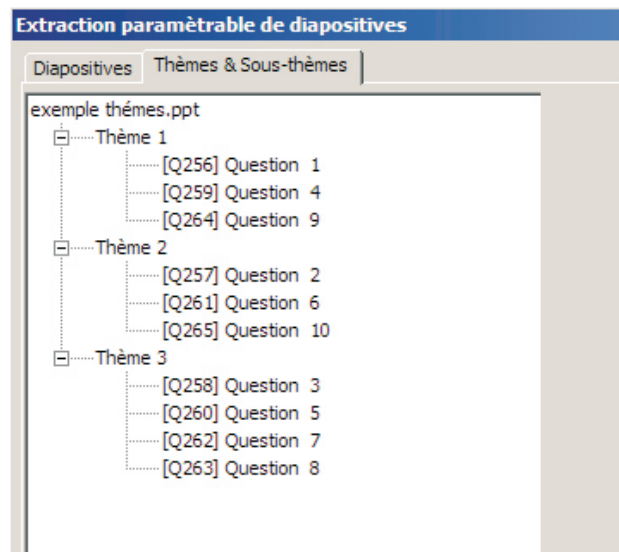 Extraction paramètrable de diapositives
Diapositives Thèmes & Sous-thèmes
exemple thémes.ppt
Thème 1
[Q256] Question 1
[Q259] Question 4
[Q264] Question 9
Thème 2
[Q257] Question 2
[Q261] Question 6
[Q265] Question 10
Thème 3
[Q258] Question 3
[Q260] Question 5
[Q262] Question 7
[Q263] Question 8